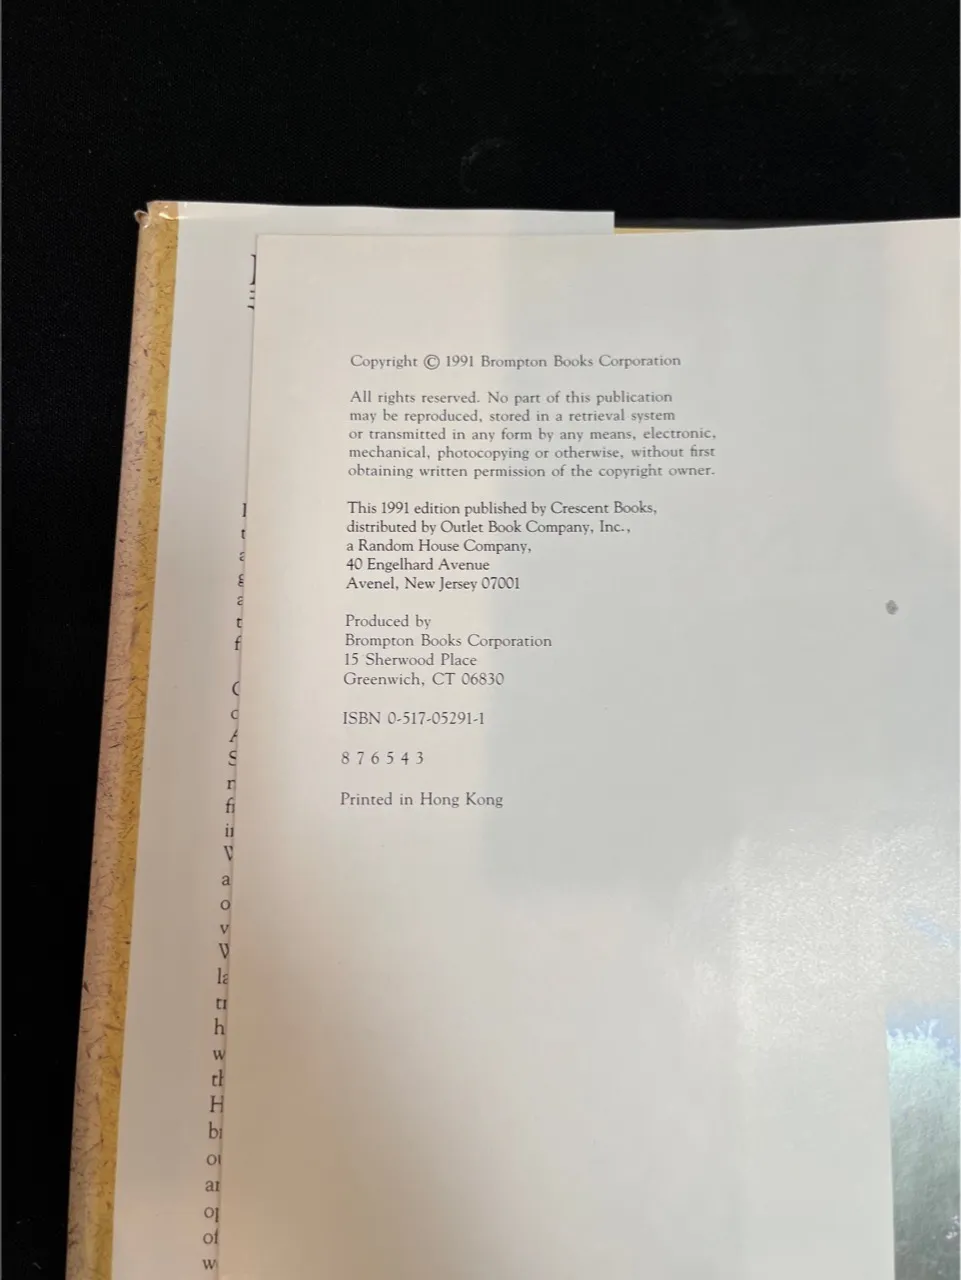 Copyright © 1991 Brompton Books Corporation
All rights reserved. No part of this publication
may be reproduced, stored in a retrieval system
or transmitted in any form by any means, electronic,
mechanical, photocopying or otherwise, without first
obtaining written permission of the copyright owner.
This 1991 edition published by Crescent Books,
distributed by Outlet Book Company, Inc.,
a Random House Company,
40 Engelhard Avenue
Avenel, New Jersey 07001
Produced by
Brompton Books Corporation
15 Sherwood Place
Greenwich, CT 06830
ISBN 0-517-05291-1
8 7 6 5 4 3
Printed in Hong Kong